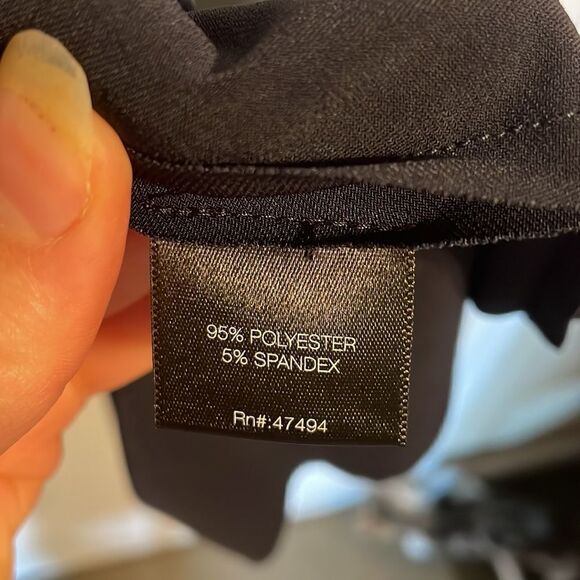 95% POLYESTER
5% SPANDEX
Rn#:47494